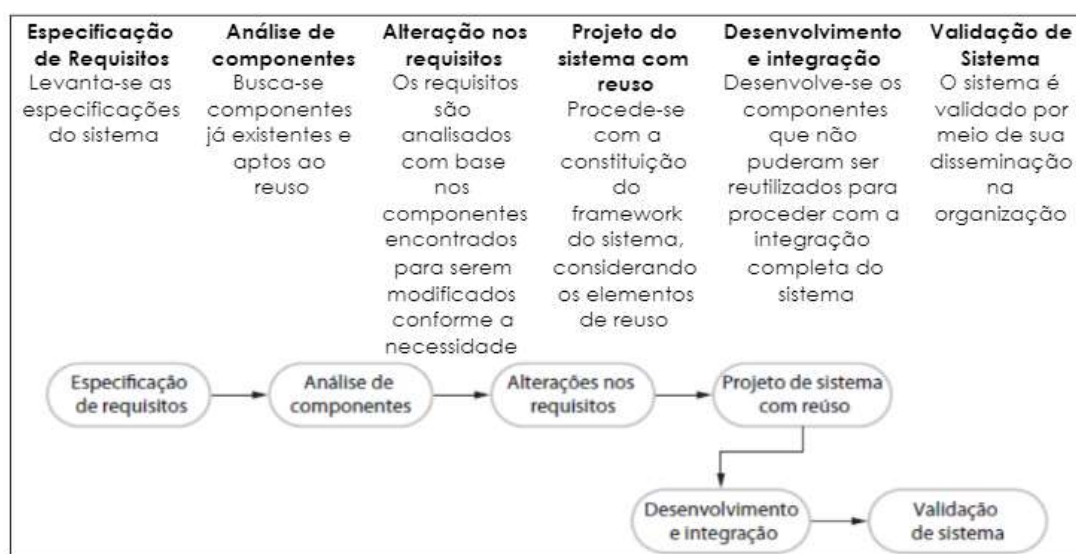 Especificação
de Requisitos
Levanta-se as
especificações
do sistema
Análise de
componentes
Busca-se
componentes
já existentes e
aptos ao
reuso
Alteração nos
requisitos
Os requisitos
são
analisados
com base
nos
componentes
encontrados
para serem
modificados
conforme a
necessidade
Projeto do
sistema com
reuso
Procede-se
com a
constituição
do
framework
do sistema,
considerando
os elementos
de reuso
Desenvolvimento
e integração
Desenvolve-se os
componentes
que não
puderam ser
reutilizados para
proceder com a
integração
completa do
sistema
Validação de
Sistema
O sistema é
validado por
meio de sua
disseminação
na
organização
Especificação
de requisitos
Análise de
componentes
Alterações nos
requisitos
Projeto de sistema
com reúso
Desenvolvimento
e integração
Validação
de sistema